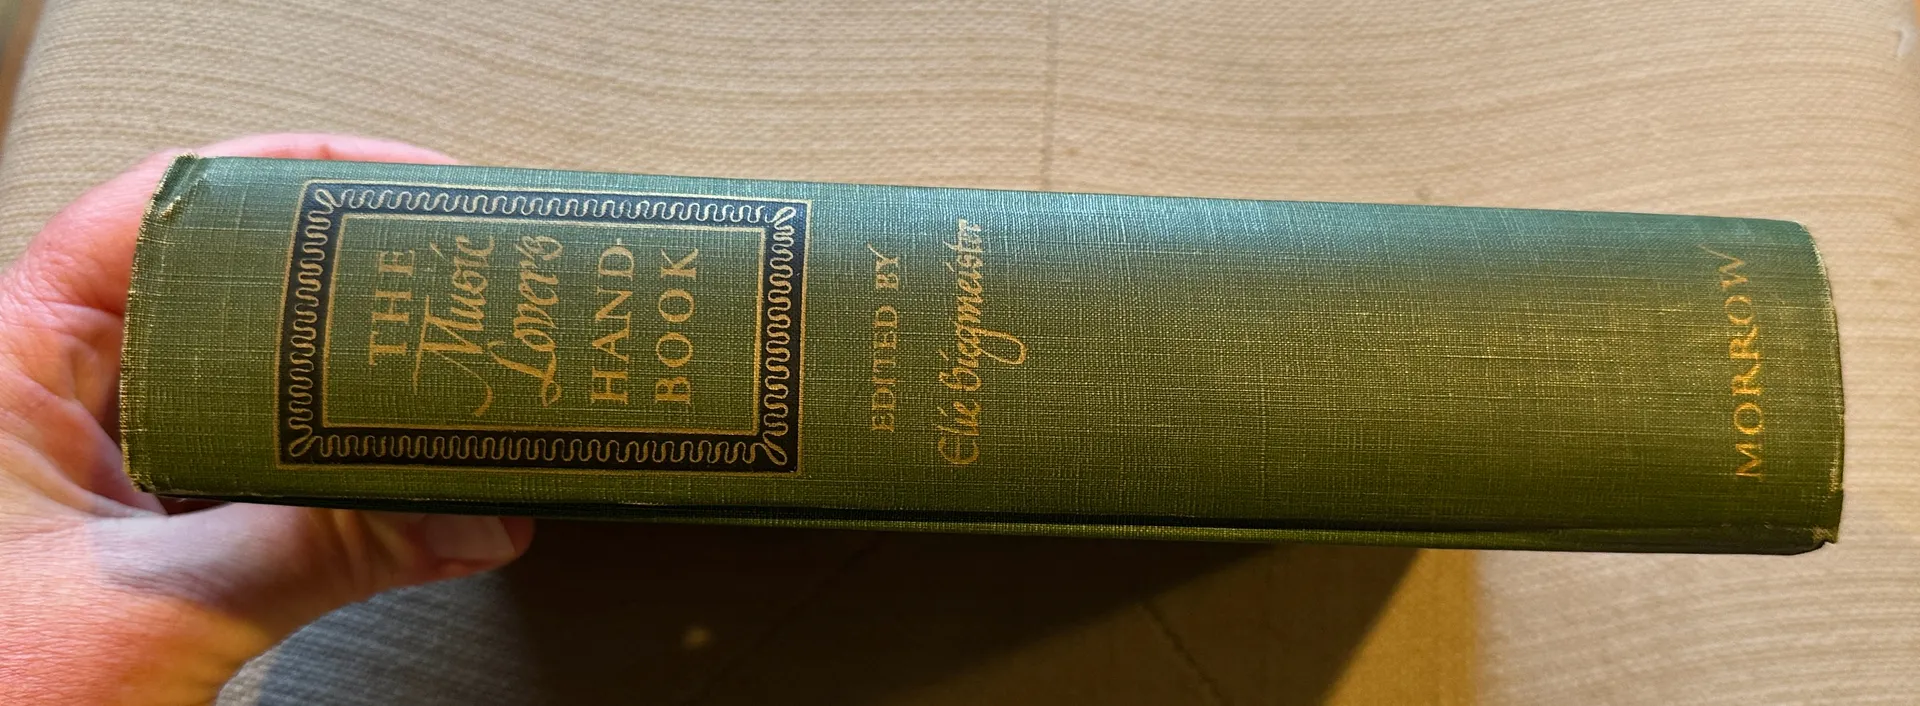 THE
Music
Lover's
HAND-
BOOK
EDITED BY
Elie Siegmeister
MORROW